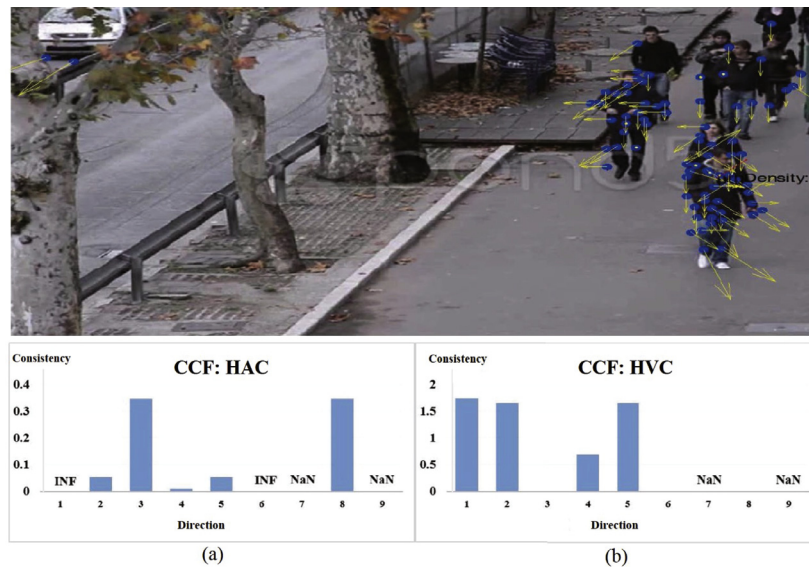 Density:
Consistency
CCF: HAC
0.4
0.3
0.2
0.1
0
INF
INF
NaN
NaN
1 2 3 4 5 6 7 8 9
Direction
(a)
Consistency
CCF: HVC
2
1.5
1
0.5
0
NaN
NaN
1 2 3 4 5 6 7 8 9
Direction
(b)